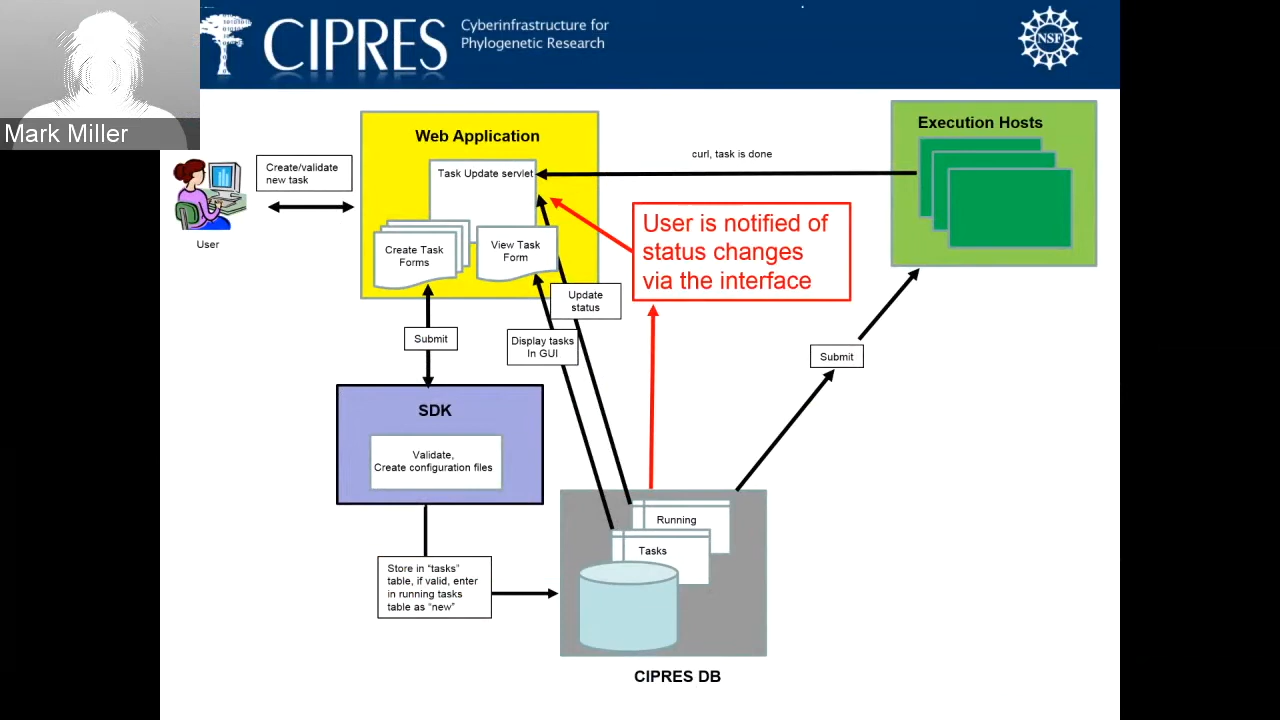 CIPRES
Cyberinfrastructure for
Phylogenetic Research
NSF
Mark Miller
User
Create/validate
new task
Web Application
Task Update servlet
Create Task
Forms
View Task
Form
curl, task is done
Execution Hosts
User is notified of
status changes
via the interface
Update
status
Display tasks
In GUI
Submit
Submit
SDK
Validate,
Create configuration files
Store in “tasks”
table, if valid, enter
in running tasks
table as “new”
Running
Tasks
CIPRES DB